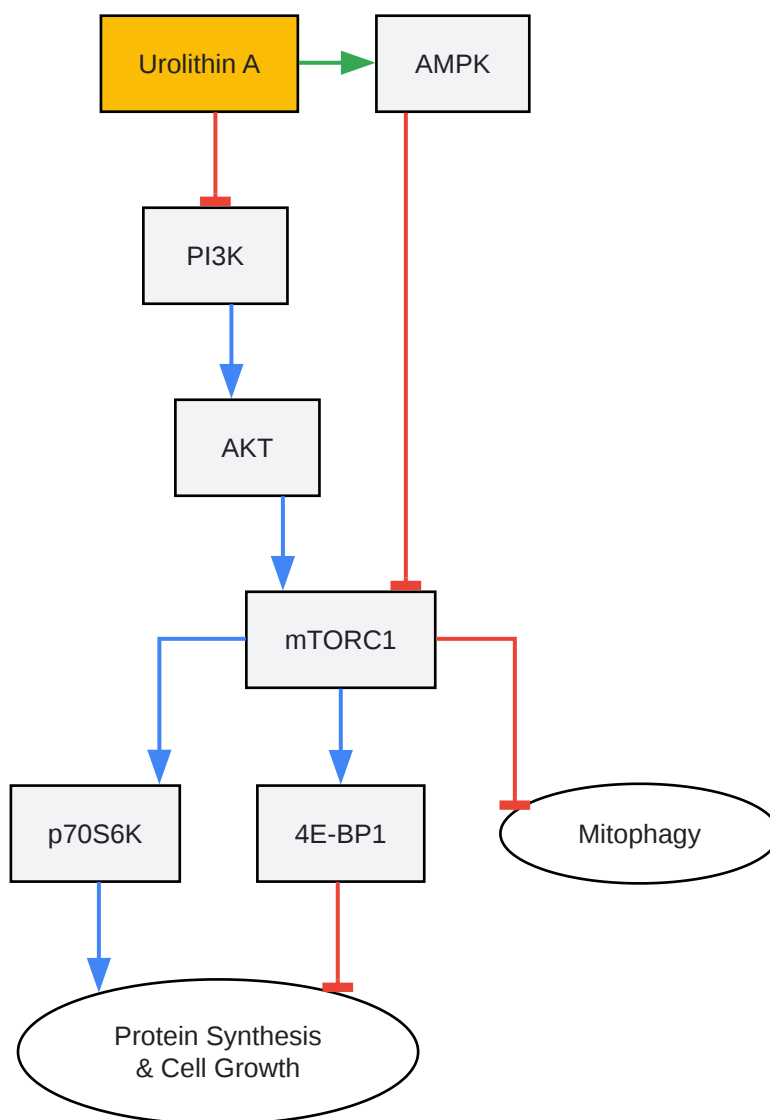 Urolithin A
AMPK
PI3K
AKT
mTORC1
p70S6K
4E-BP1
Mitophagy
Protein Synthesis
& Cell Growth